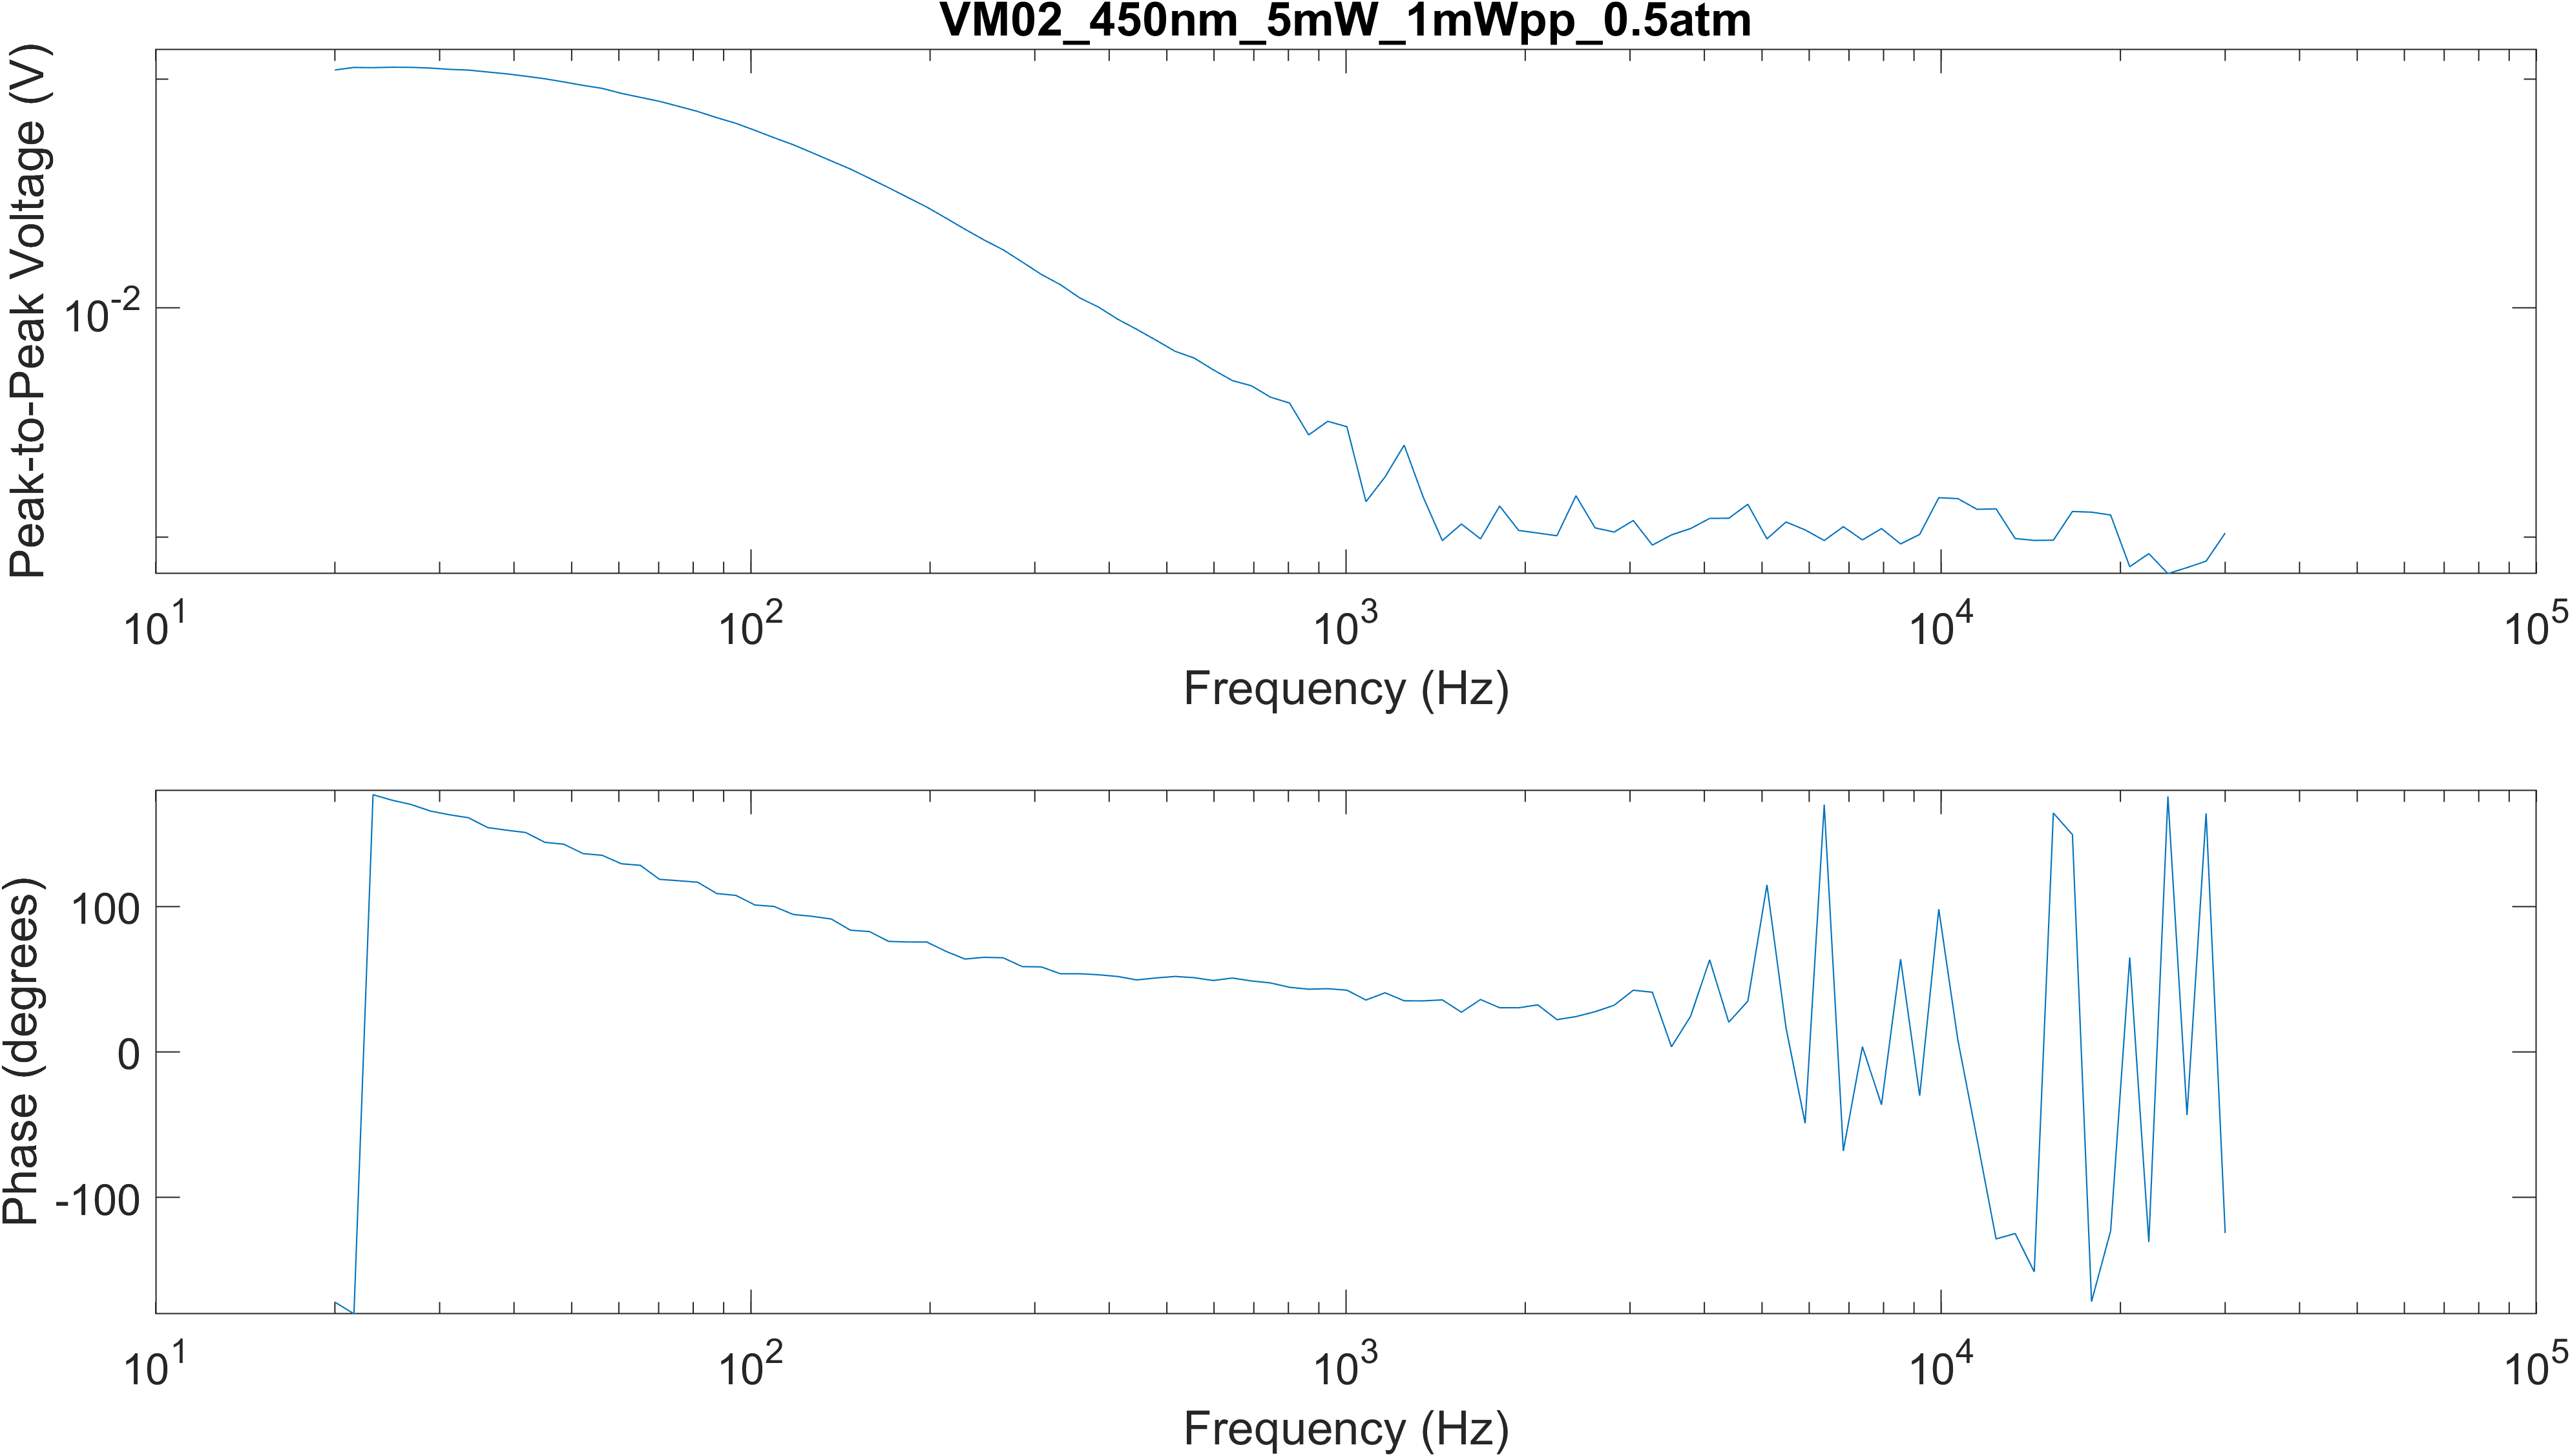 VM02_450nm_5mW_1mWpp_0.5atm
Peak-to-Peak Voltage (V)
10-2
101 102 103 104 105
Frequency (Hz)
Phase (degrees)
100
0
-100
101 102 103 104 105
Frequency (Hz)